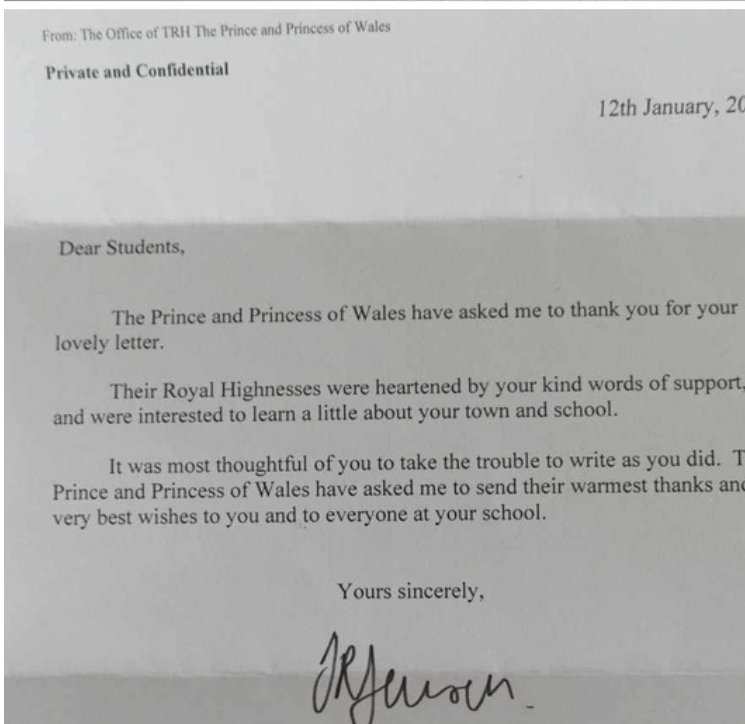 From: The Office of TRH The Prince and Princess of Wales
Private and Confidential
12th January, 20
Dear Students,
The Prince and Princess of Wales have asked me to thank you for your
lovely letter.
Their Royal Highnesses were heartened by your kind words of support,
and were interested to learn a little about your town and school.
It was most thoughtful of you to take the trouble to write as you did. T
Prince and Princess of Wales have asked me to send their warmest thanks and
very best wishes to you and to everyone at your school.
Yours sincerely,